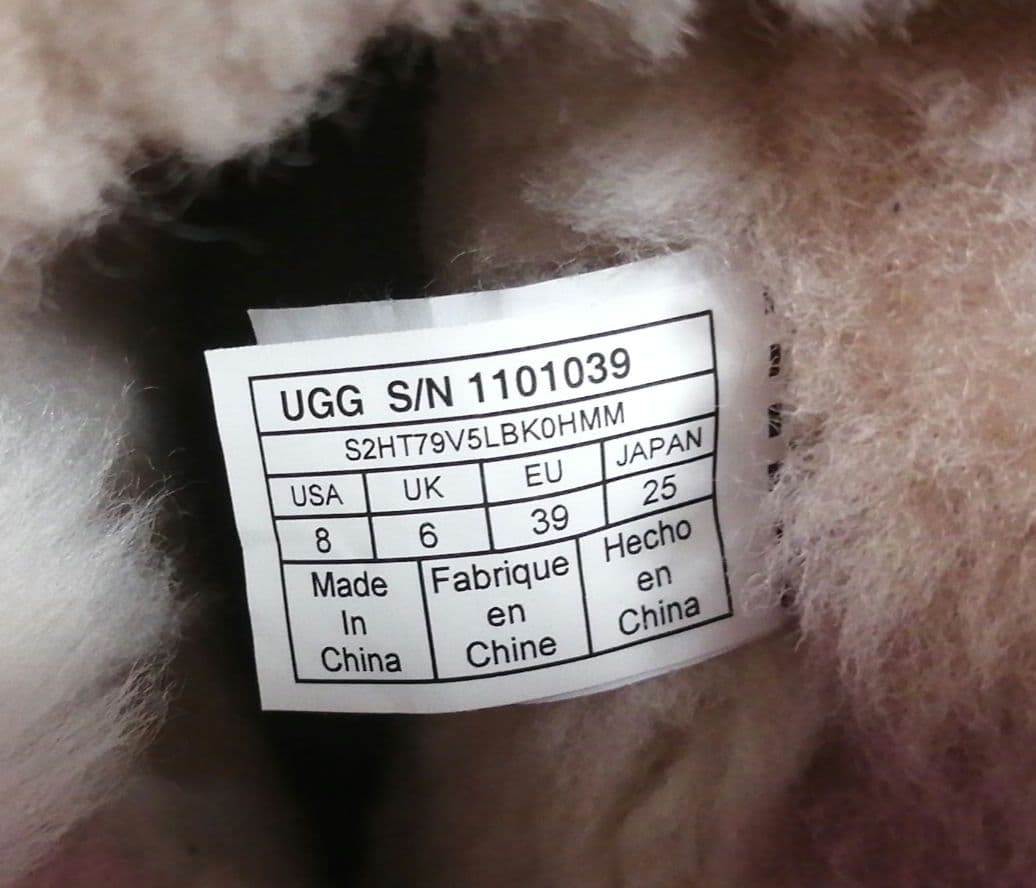 UGG S/N 1101039
S2HT79V5LBK0HMM
USA UK EU JAPAN
8 6 39 25
Made
In
China
Fabrique
en
Chine
Hecho
en
China